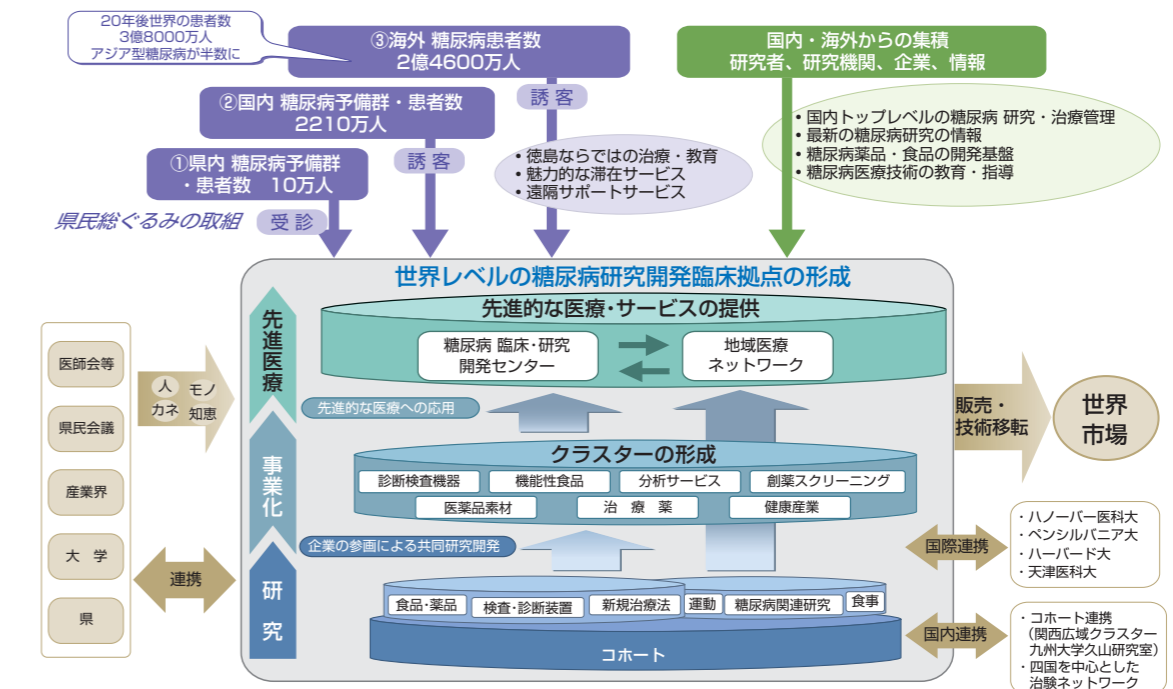 20年後世界の患者数
3億8000万人
アジア型糖尿病が半数に
③海外 糖尿病患者数
2億4600万人
国内・海外からの集積
研究者、研究機関、企業、情報
②国内 糖尿病予備群・患者数
2210万人
誘客
①県内 糖尿病予備群
・患者数 10万人
誘客
• 徳島ならではの治療・教育
• 魅力的な滞在サービス
• 遠隔サポートサービス
• 国内トップレベルの糖尿病 研究・治療管理
• 最新の糖尿病研究の情報
• 糖尿病薬品・食品の開発基盤
• 糖尿病医療技術の教育・指導
県民総ぐるみの取組
受診
世界レベルの糖尿病研究開発臨床拠点の形成
先進医療
先進的な医療・サービスの提供
糖尿病 臨床・研究
開発センター
地域医療
ネットワーク
先進的な医療への応用
医師会等
県民会議
産業界
大学
県
人 モノ
カネ 知恵
連携
事業化
クラスターの形成
診断検査機器
機能性食品
分析サービス
創薬スクリーニング
医薬品素材
治療薬
健康産業
企業の参画による共同研究開発
研究
食品・薬品
検査・診断装置
新規治療法
運動
糖尿病関連研究
食事
コホート
販売・
技術移転
世界
市場
国際連携
・ハノーバー医科大
・ペンシルバニア大
・ハーバード大
・天津医科大
国内連携
・コホート連携
（関西広域クラスター
九州大学久山研究室）
・四国を中心とした
治験ネットワーク